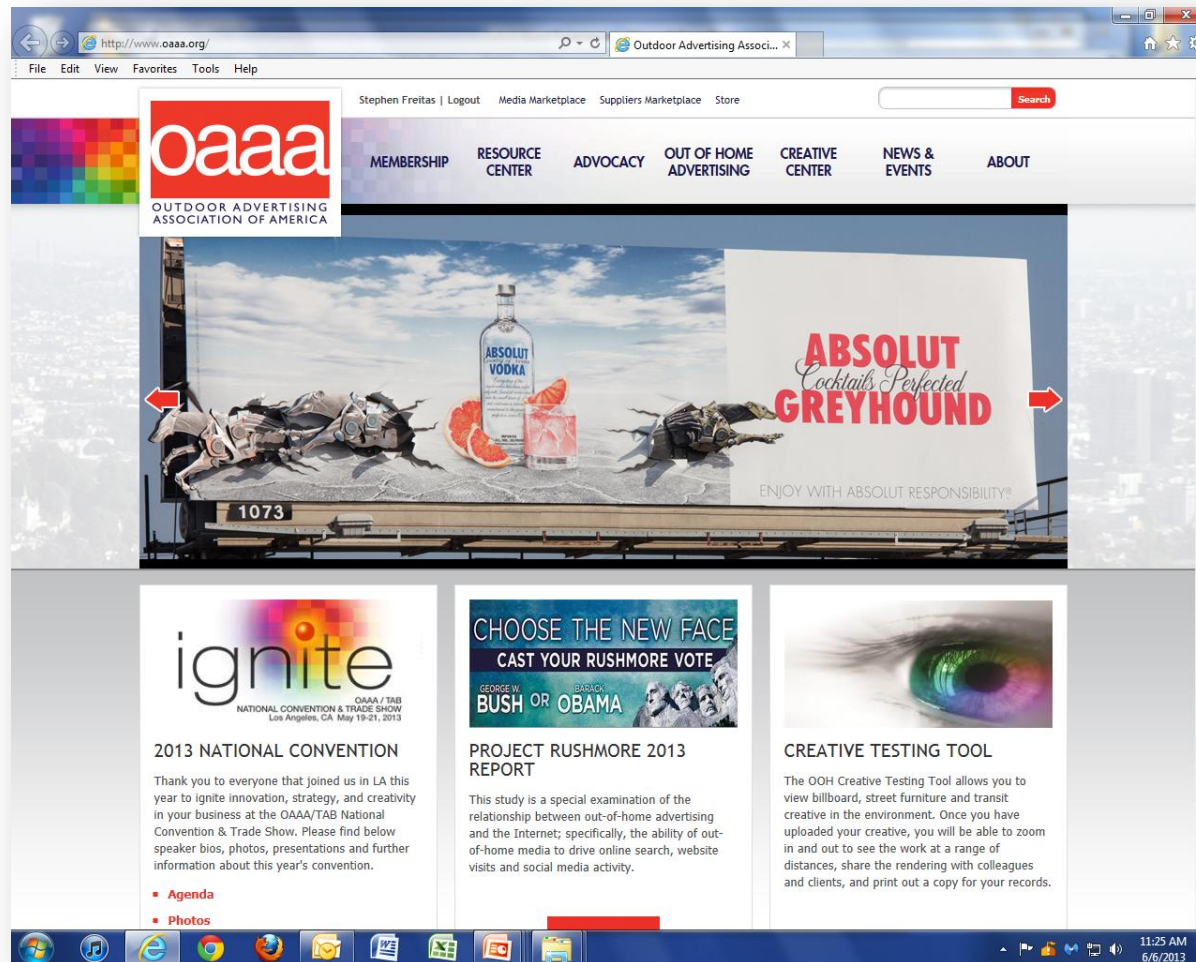 http://www.oaaa.org/
Outdoor Advertising Associ...
File Edit View Favorites Tools Help
Stephen Freitas | Logout Media Marketplace Suppliers Marketplace Store
Search
oaaa
OUTDOOR ADVERTISING
ASSOCIATION OF AMERICA
MEMBERSHIP
RESOURCE
CENTER
ADVOCACY
OUT OF HOME
ADVERTISING
CREATIVE
CENTER
NEWS &
EVENTS
ABOUT
ABSOLUT
Country of Sweden
VODKA
ABSOLUT
Cocktails Perfected
GREYHOUND
ENJOY WITH ABSOLUT RESPONSIBILITY®
1073
ignite
OAAA / TAB
NATIONAL CONVENTION & TRADE SHOW
Los Angeles, CA May 19-21, 2013
2013 NATIONAL CONVENTION
Thank you to everyone that joined us in LA this
year to ignite innovation, strategy, and creativity
in your business at the OAAA/TAB National
Convention & Trade Show. Please find below
speaker bios, photos, presentations and further
information about this year's convention.
Agenda
Photos
CHOOSE THE NEW FACE
CAST YOUR RUSHMORE VOTE
GEORGE W.
BUSH OR
BARACK
OBAMA
PROJECT RUSHMORE 2013
REPORT
This study is a special examination of the
relationship between out-of-home advertising
and the Internet; specifically, the ability of out-
of-home media to drive online search, website
visits and social media activity.
CREATIVE TESTING TOOL
The OOH Creative Testing Tool allows you to
view billboard, street furniture and transit
creative in the environment. Once you have
uploaded your creative, you will be able to zoom
in and out to see the work at a range of
distances, share the rendering with colleagues
and clients, and print out a copy for your records.
11:25 AM
6/6/2013